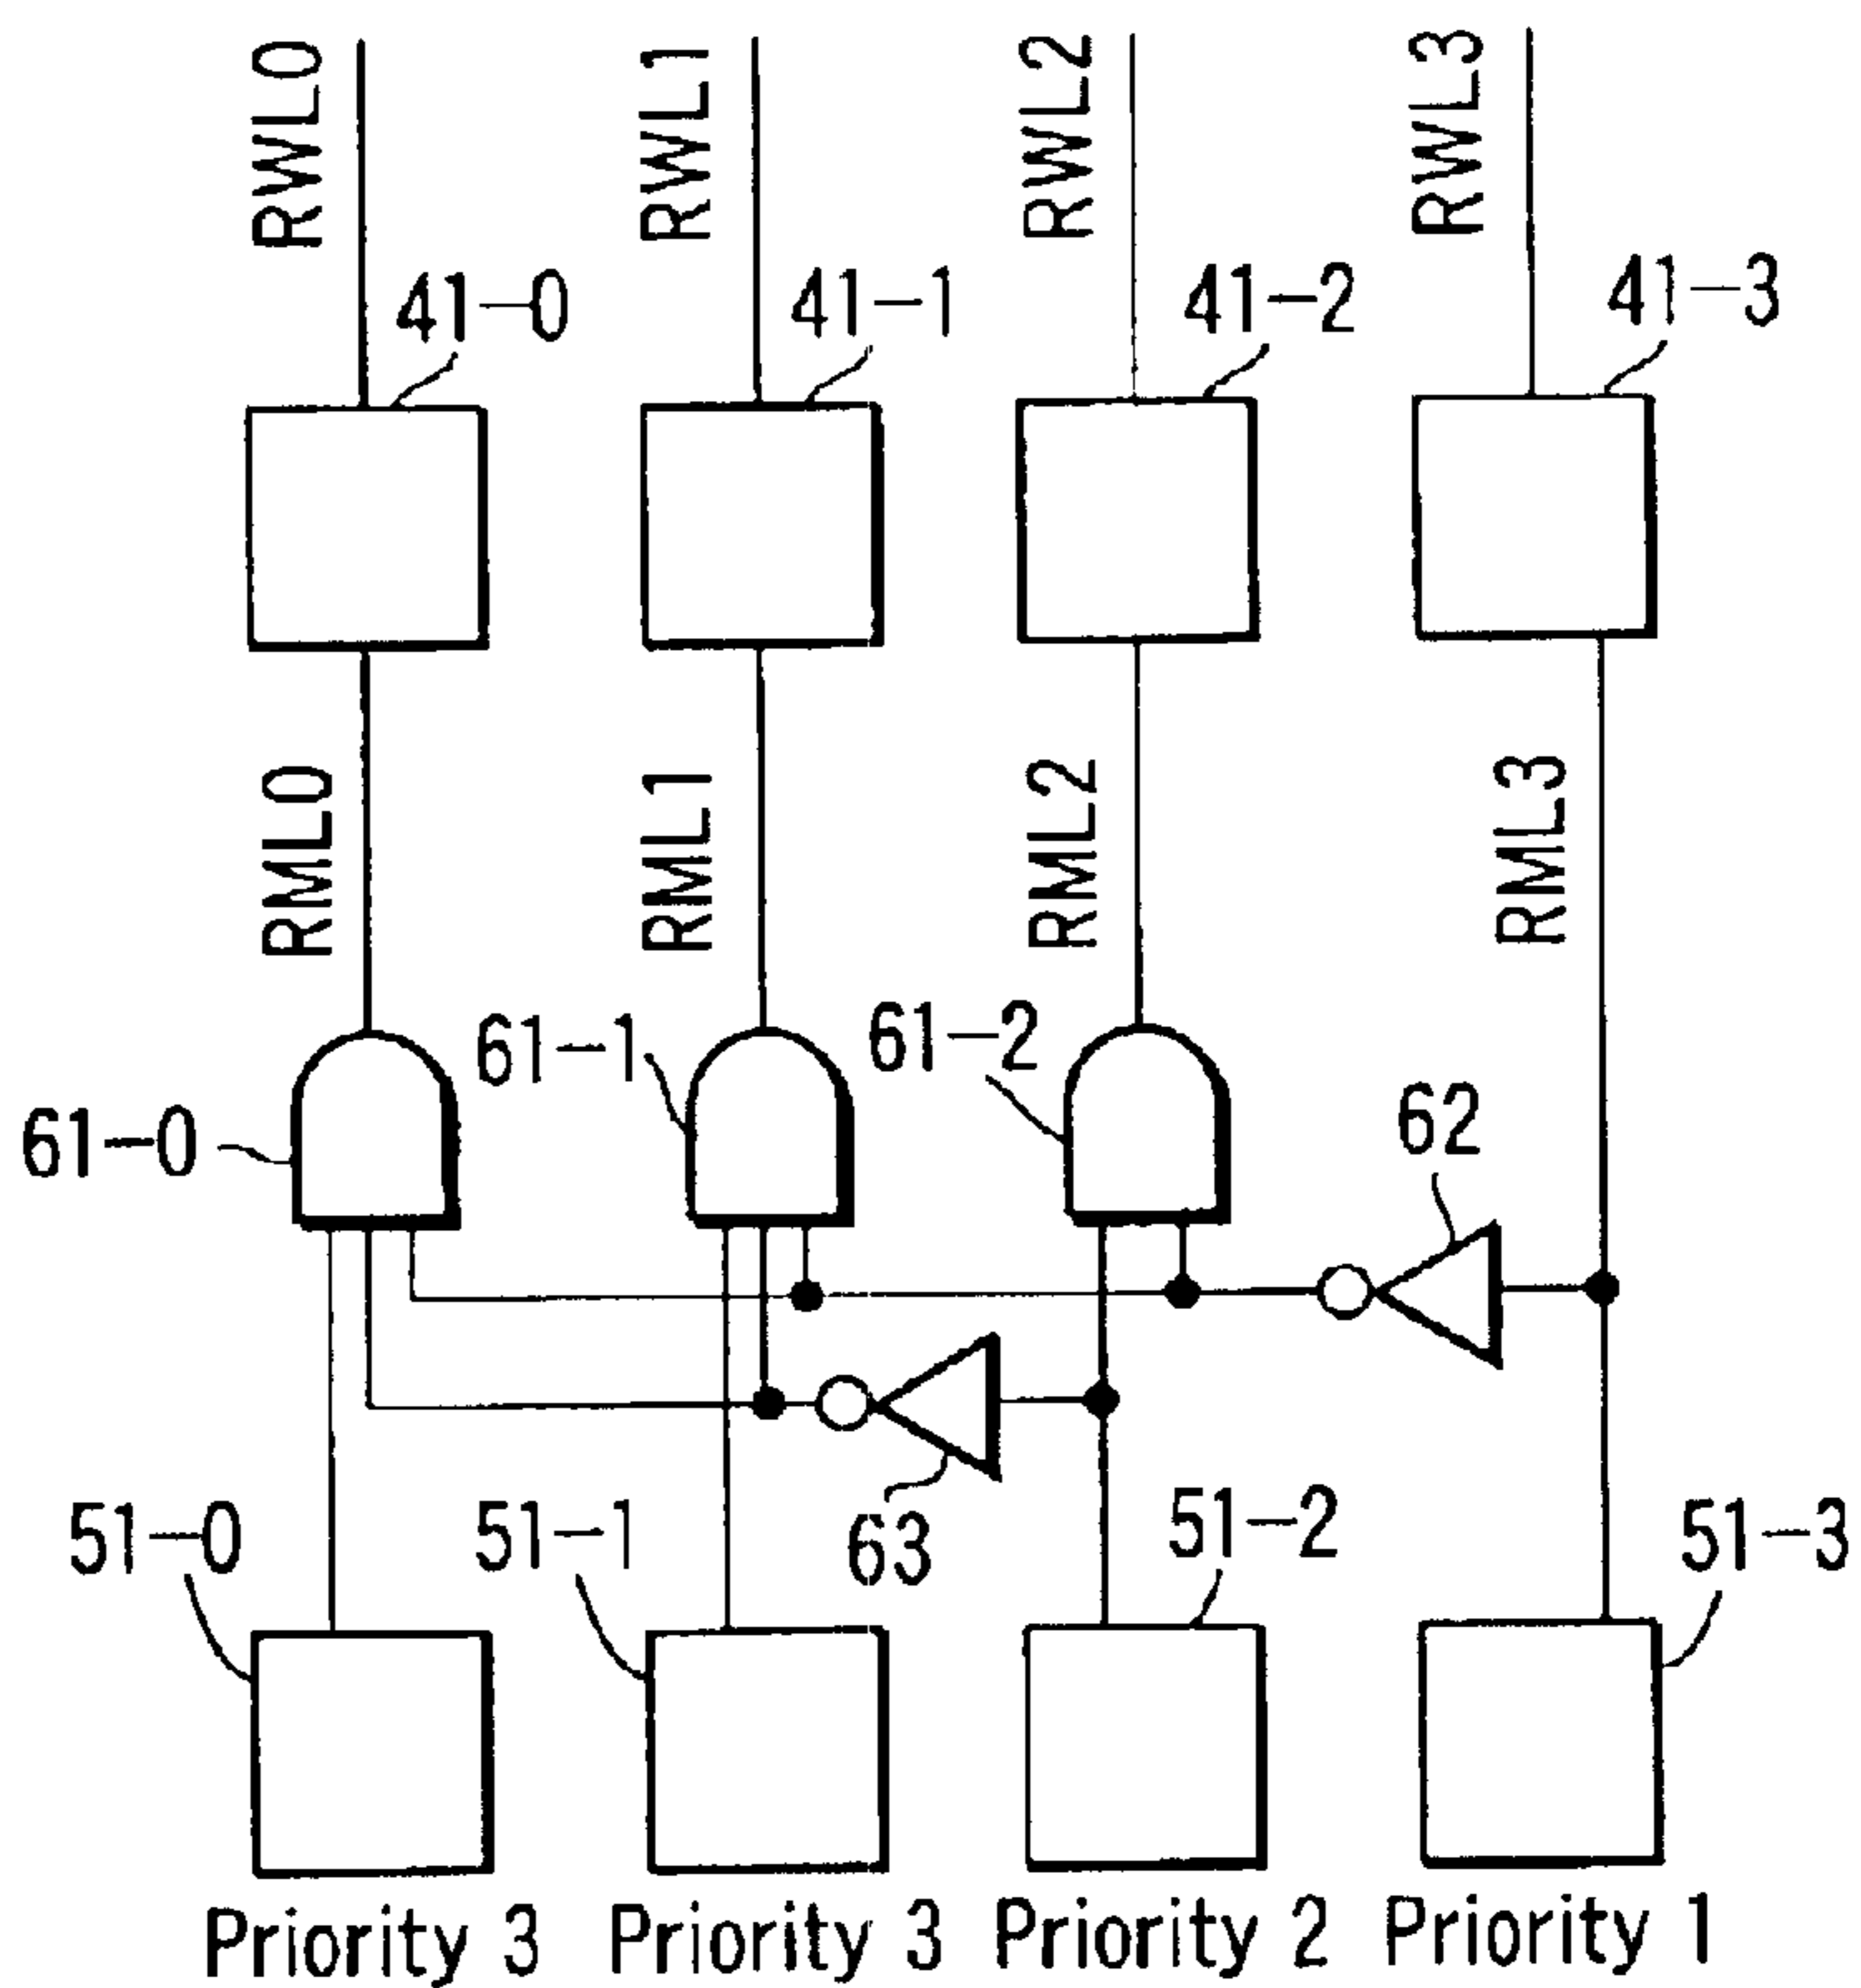 RWL0
RWL1
RWL2
RWL3
41-0
41-1
41-2
41-3
RML0
RML1
RML2
RML3
61-0
61-1
61-2
62
63
51-0
51-1
51-2
51-3
Priority 3
Priority 3
Priority 2
Priority 1